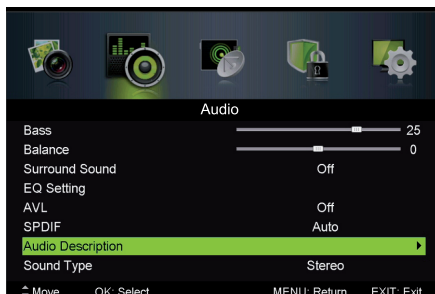 Audio
Bass 25
Balance 0
Surround Sound Off
EQ Setting
AVL Off
SPDIF Auto
Audio Description
Sound Type Stereo
Move OK: Select MENU: Return EXIT: Exit